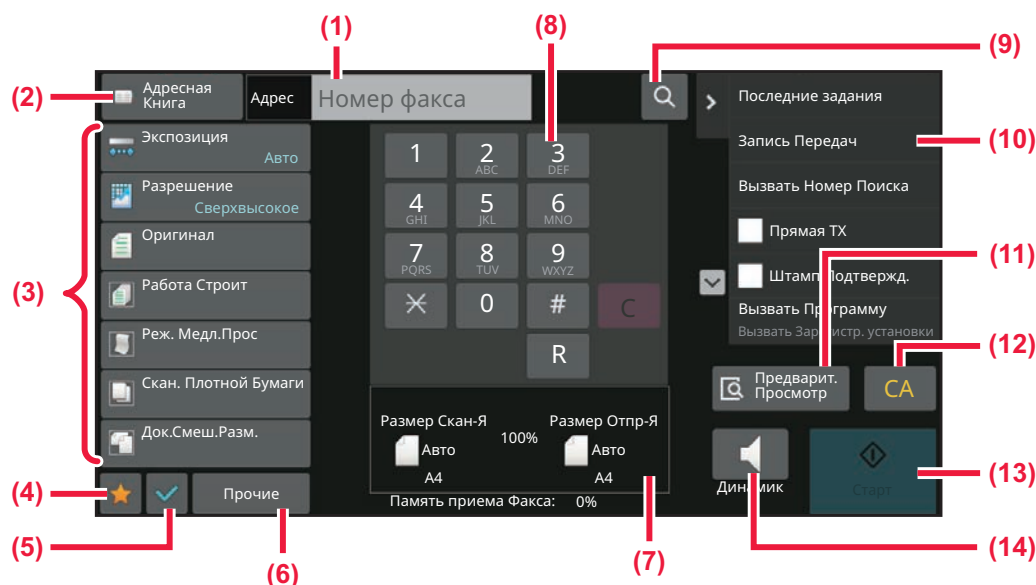 (1)
(8)
(9)
(2)
Адресная
Книга
Адрес
Номер факса
Последние задания
(3)
Экспозиция
Авто
Разрешение
Сверхвысокое
Оригинал
Работа Строит
Реж. Медл.Прос
Скан. Плотной Бумаги
Док.Смеш.Разм.
1
2
ABC
3
DEF
4
GHI
5
JKL
6
MNO
7
PQRS
8
TUV
9
WXYZ
0
#
C
R
Запись Передач
(10)
Вызвать Номер Поиска
Прямая TX
(11)
Штамп Подтвержд.
Вызвать Программу
Вызвать Зарегистр. установки
(12)
Предварит.
Просмотр
CA
Размер Скан-Я
Размер Отпр-Я
Авто
100%
Авто
A4
A4
Память приема Факса: 0%
(4)
Прочие
Динамик
Старт
(13)
(5)
(6)
(7)
(14)